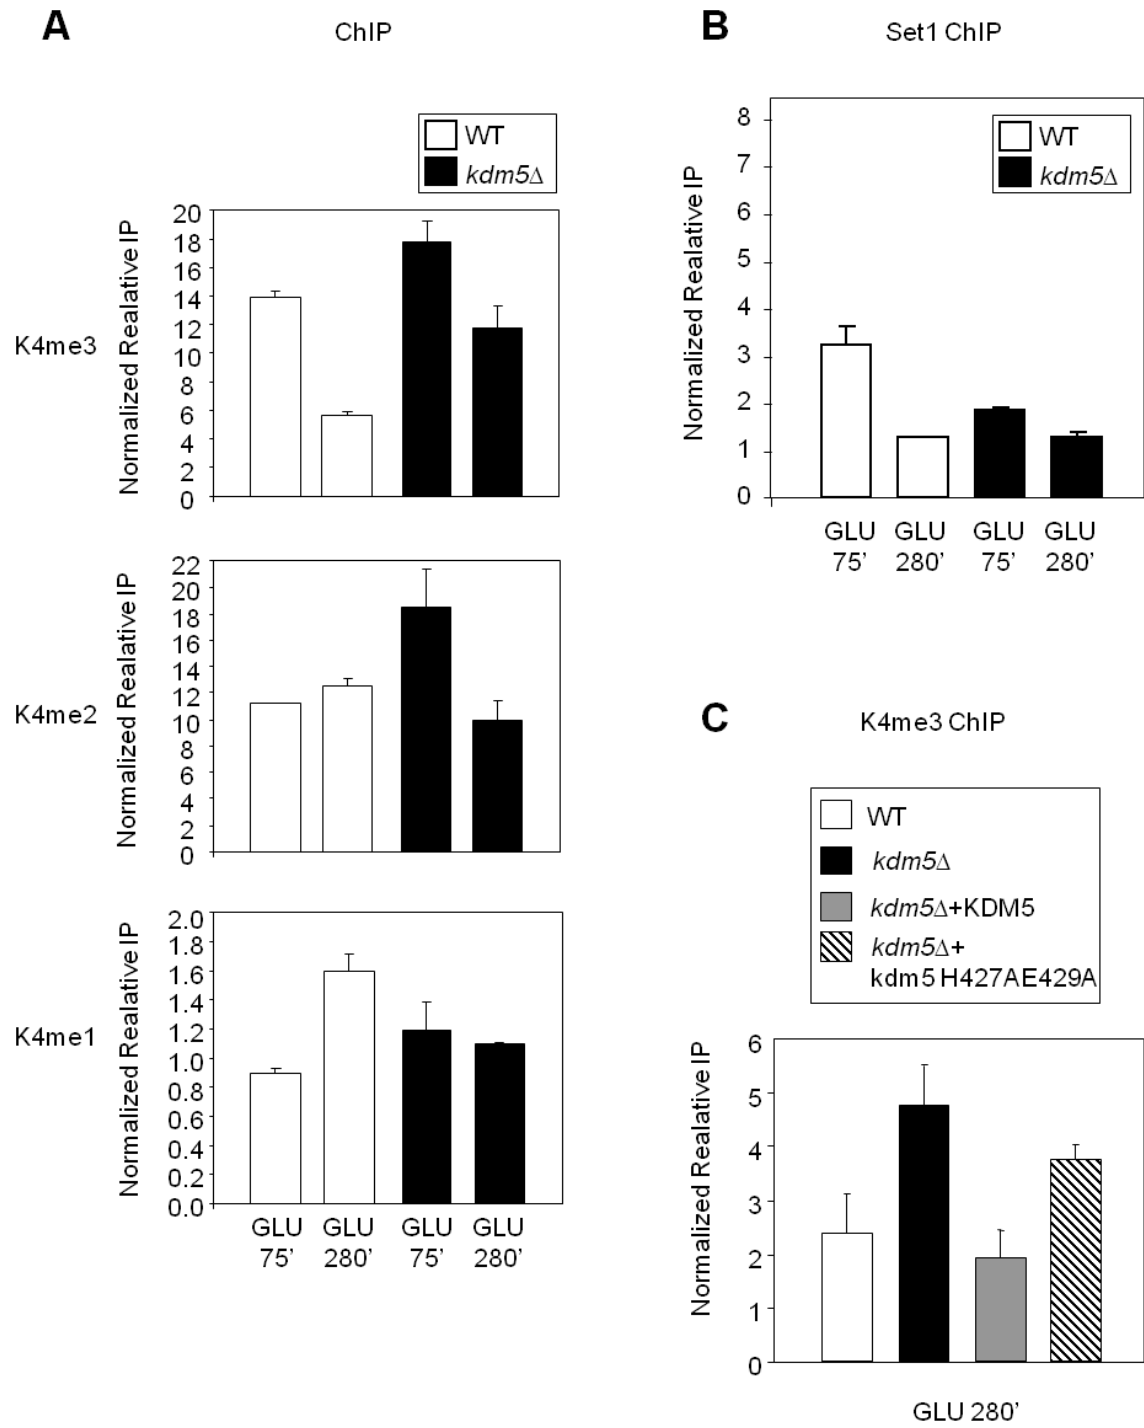 A
ChIP
WT
kdm5Δ
K4me3
Normalized Realative IP
20
18
16
14
12
10
8
6
4
2
0
K4me2
Normalized Realative IP
22
20
18
16
14
12
10
8
6
4
2
0
K4me1
Normalized Realative IP
2.0
1.8
1.6
1.4
1.2
1.0
0.8
0.6
0.4
0.2
0.0
GLU GLU GLU GLU
75’ 280’ 75’ 280’
B
Set1 ChIP
WT
kdm5Δ
Normalized Realative IP
8
7
6
5
4
3
2
1
0
GLU GLU GLU GLU
75’ 280’ 75’ 280’
C
K4me3 ChIP
WT
kdm5Δ
kdm5Δ+KDM5
kdm5Δ+
kdm5 H427AE429A
Normalized Realative IP
6
5
4
3
2
1
0
GLU 280’